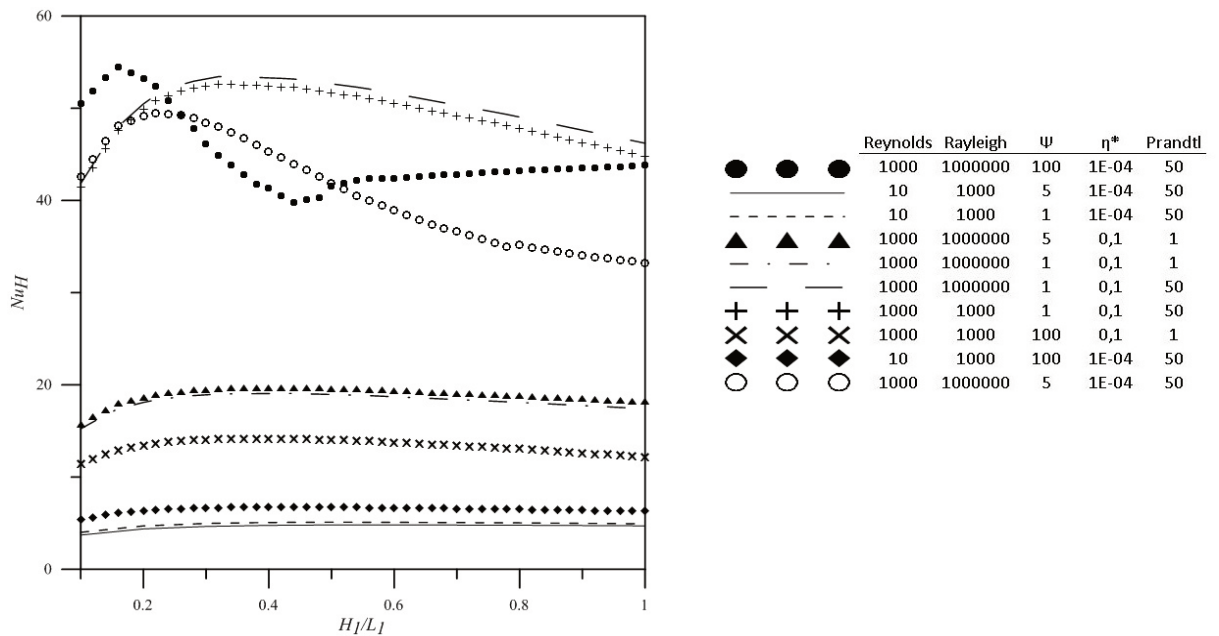 60
40
20
0
NuH
0.2
0.4
0.6
0.8
1
H1/L1
Reynolds Rayleigh Ψ η* Prandtl
1000 1000000 100 1E-04 50
10 1000 5 1E-04 50
10 1000 1 1E-04 50
1000 1000000 5 0,1 1
1000 1000000 1 0,1 1
1000 1000000 1 0,1 50
1000 1000 1 0,1 50
1000 1000 100 0,1 1
10 1000 100 1E-04 50
1000 1000000 5 1E-04 50